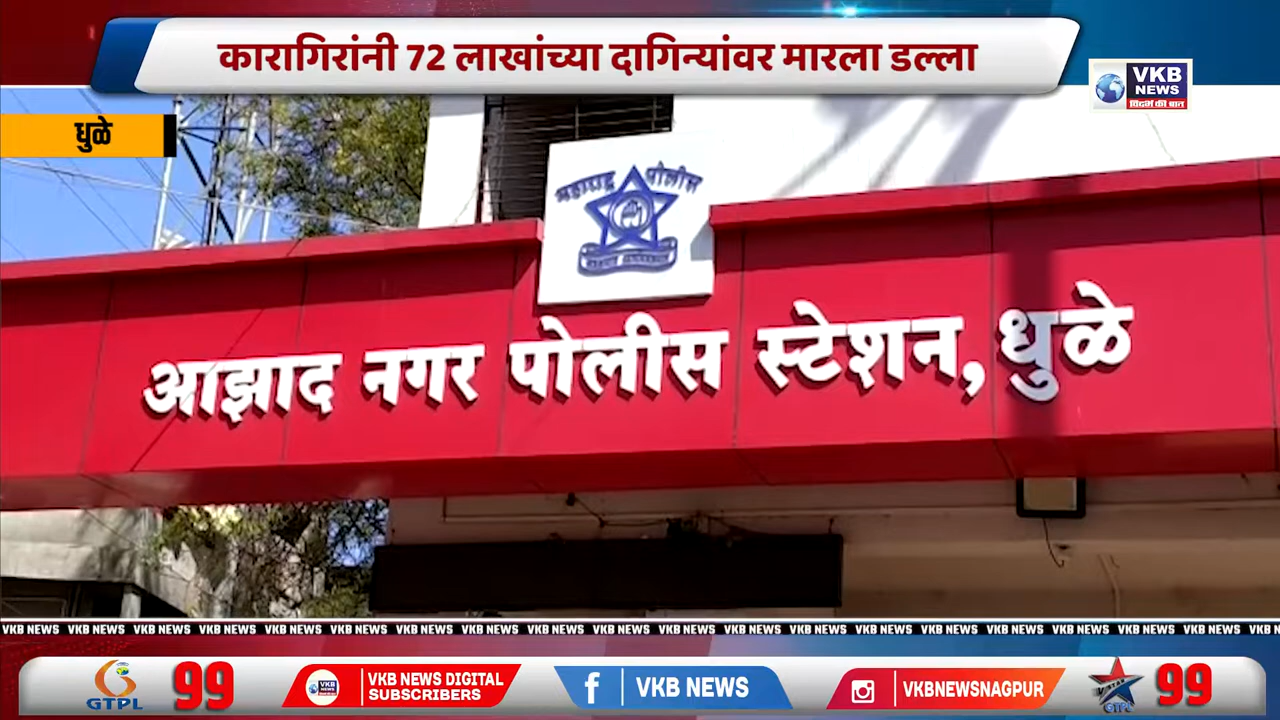 कारागिरांनी 72 लाखांच्या दागिन्यांवर मारला डल्ला
VKB
NEWS
विदर्भ की बात
धुळे
महाराष्ट्र पोलीस
आझाद नगर पोलीस स्टेशन, धुळे
VKB NEWS VKB NEWS VKB NEWS VKB NEWS VKB NEWS VKB NEWS VKB NEWS VKB NEWS VKB NEWS VKB NEWS VKB NEWS VKB NEWS VKB NEWS VKB NEWS VKB NEWS VKB NEWS VKB NEWS VKB NEWS VKB NEWS
GTPL
99
VKB NEWS DIGITAL
SUBSCRIBERS
VKB NEWS
VKBNEWSNAGPUR
GTPL
99